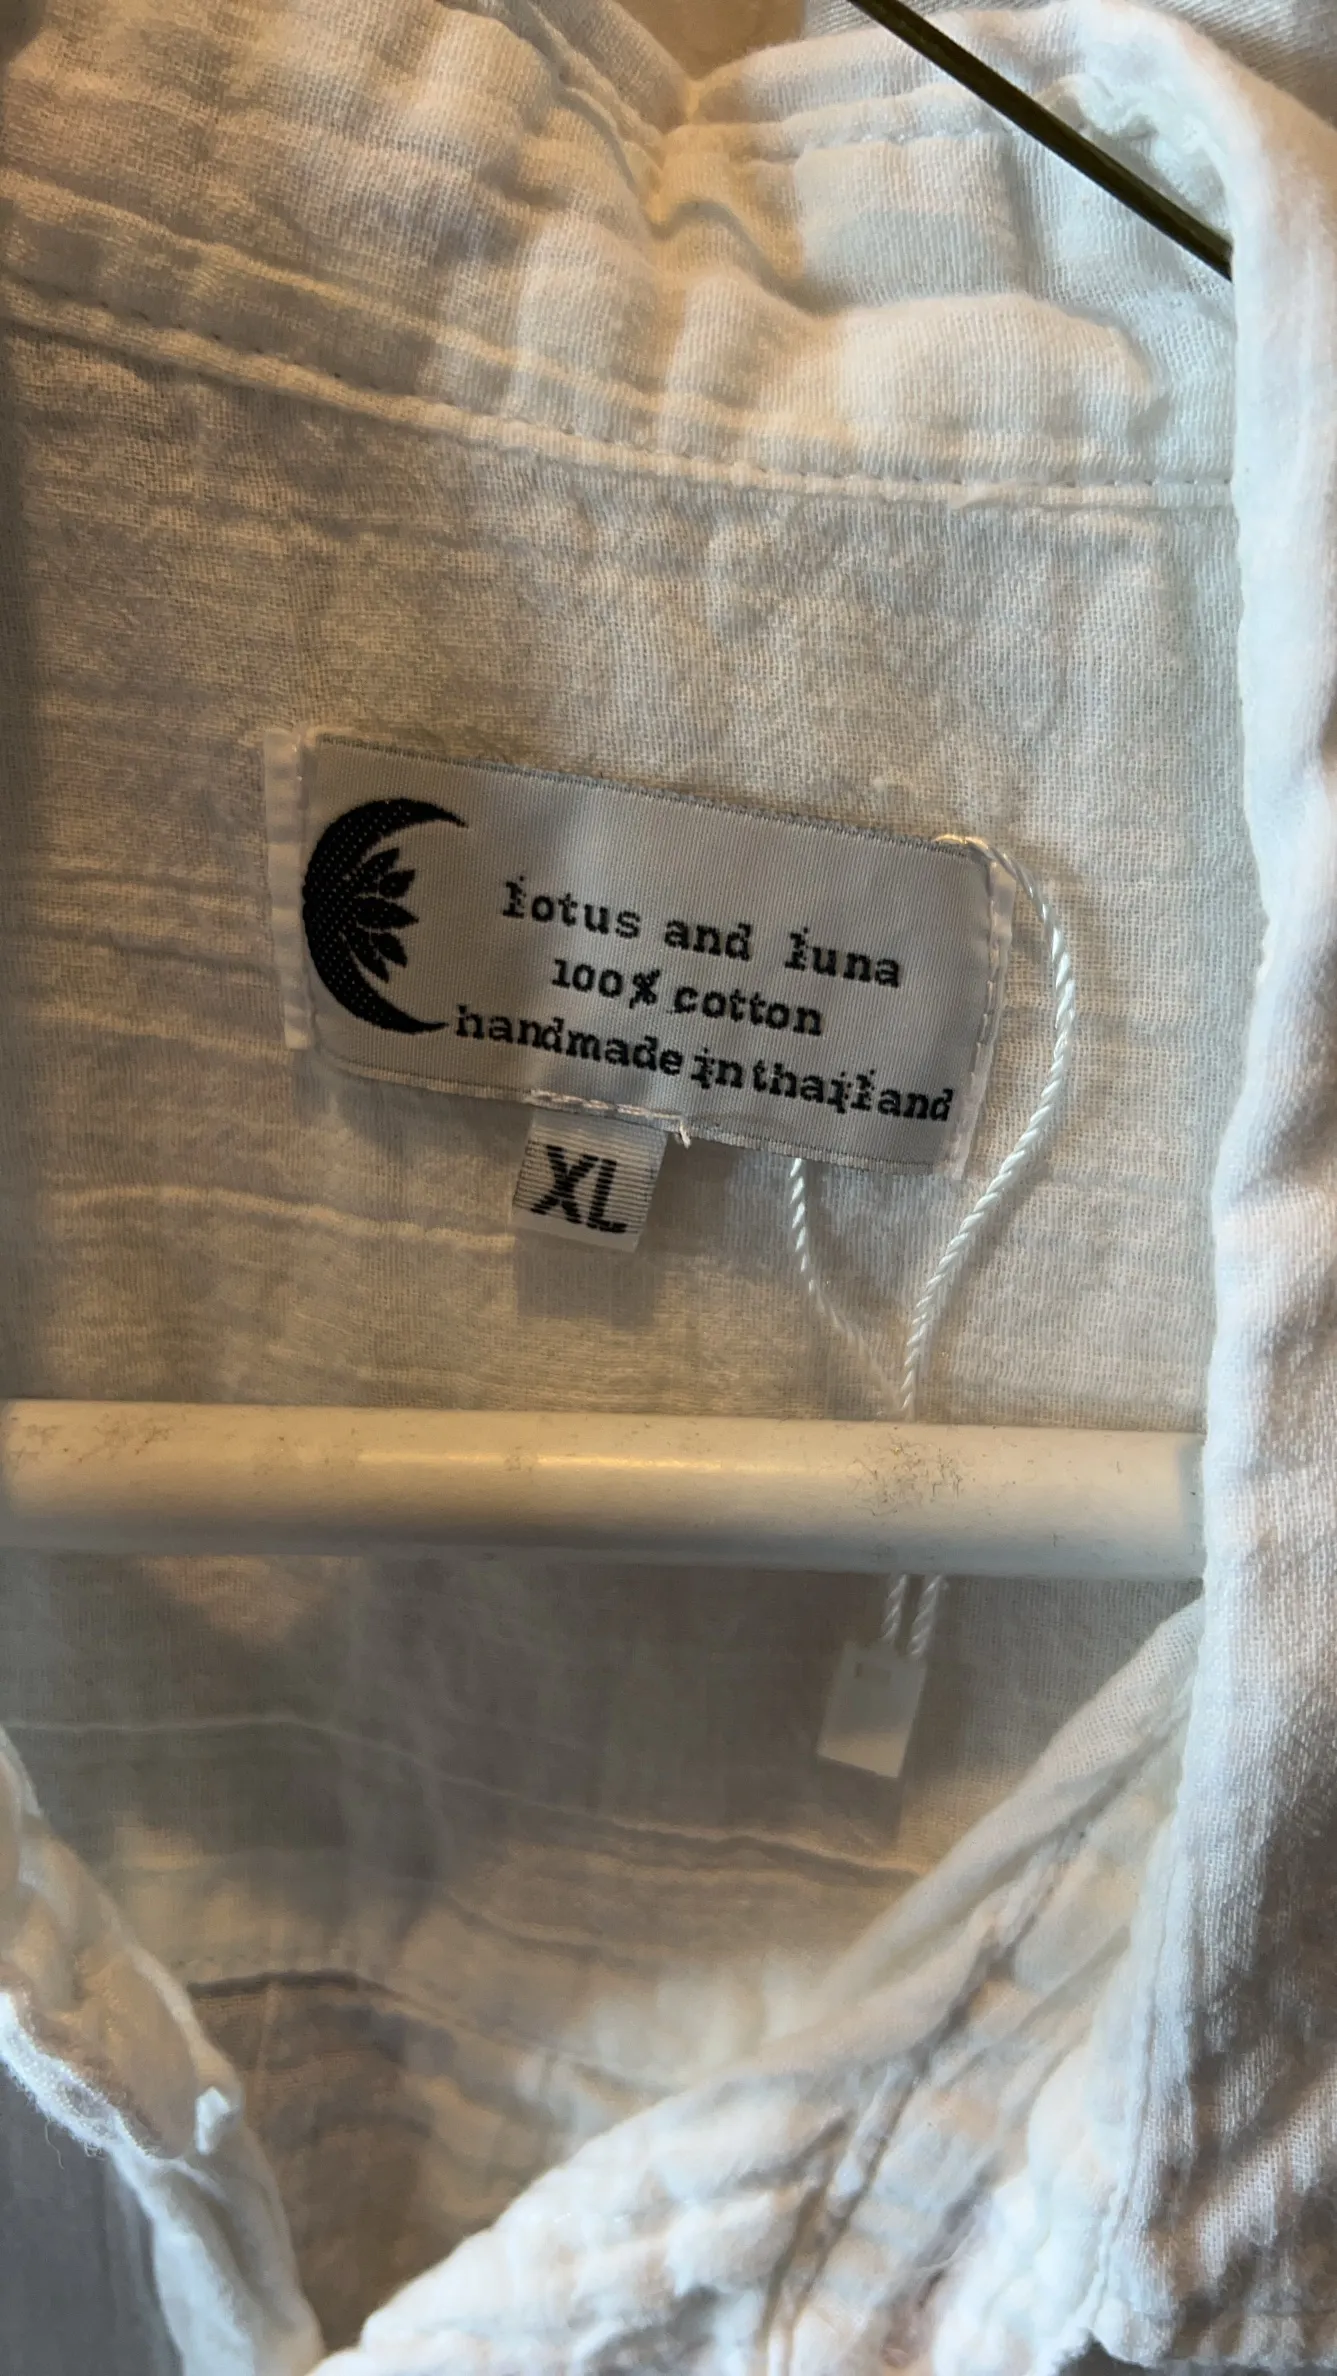 lotus and luna
100% cotton
handmade in thailand
XL